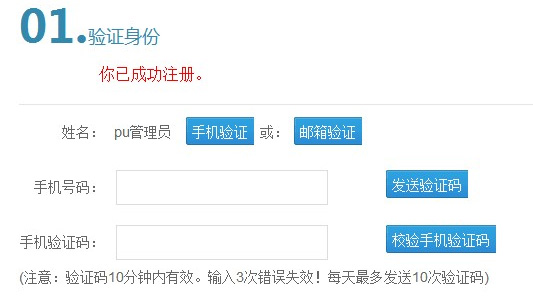 01.验证身份
你已成功注册。
姓名： pu管理员 手机验证 或： 邮箱验证
手机号码： 发送验证码
手机验证码： 校验手机验证码
(注意：验证码10分钟内有效。输入3次错误失效！每天最多发送10次验证码)